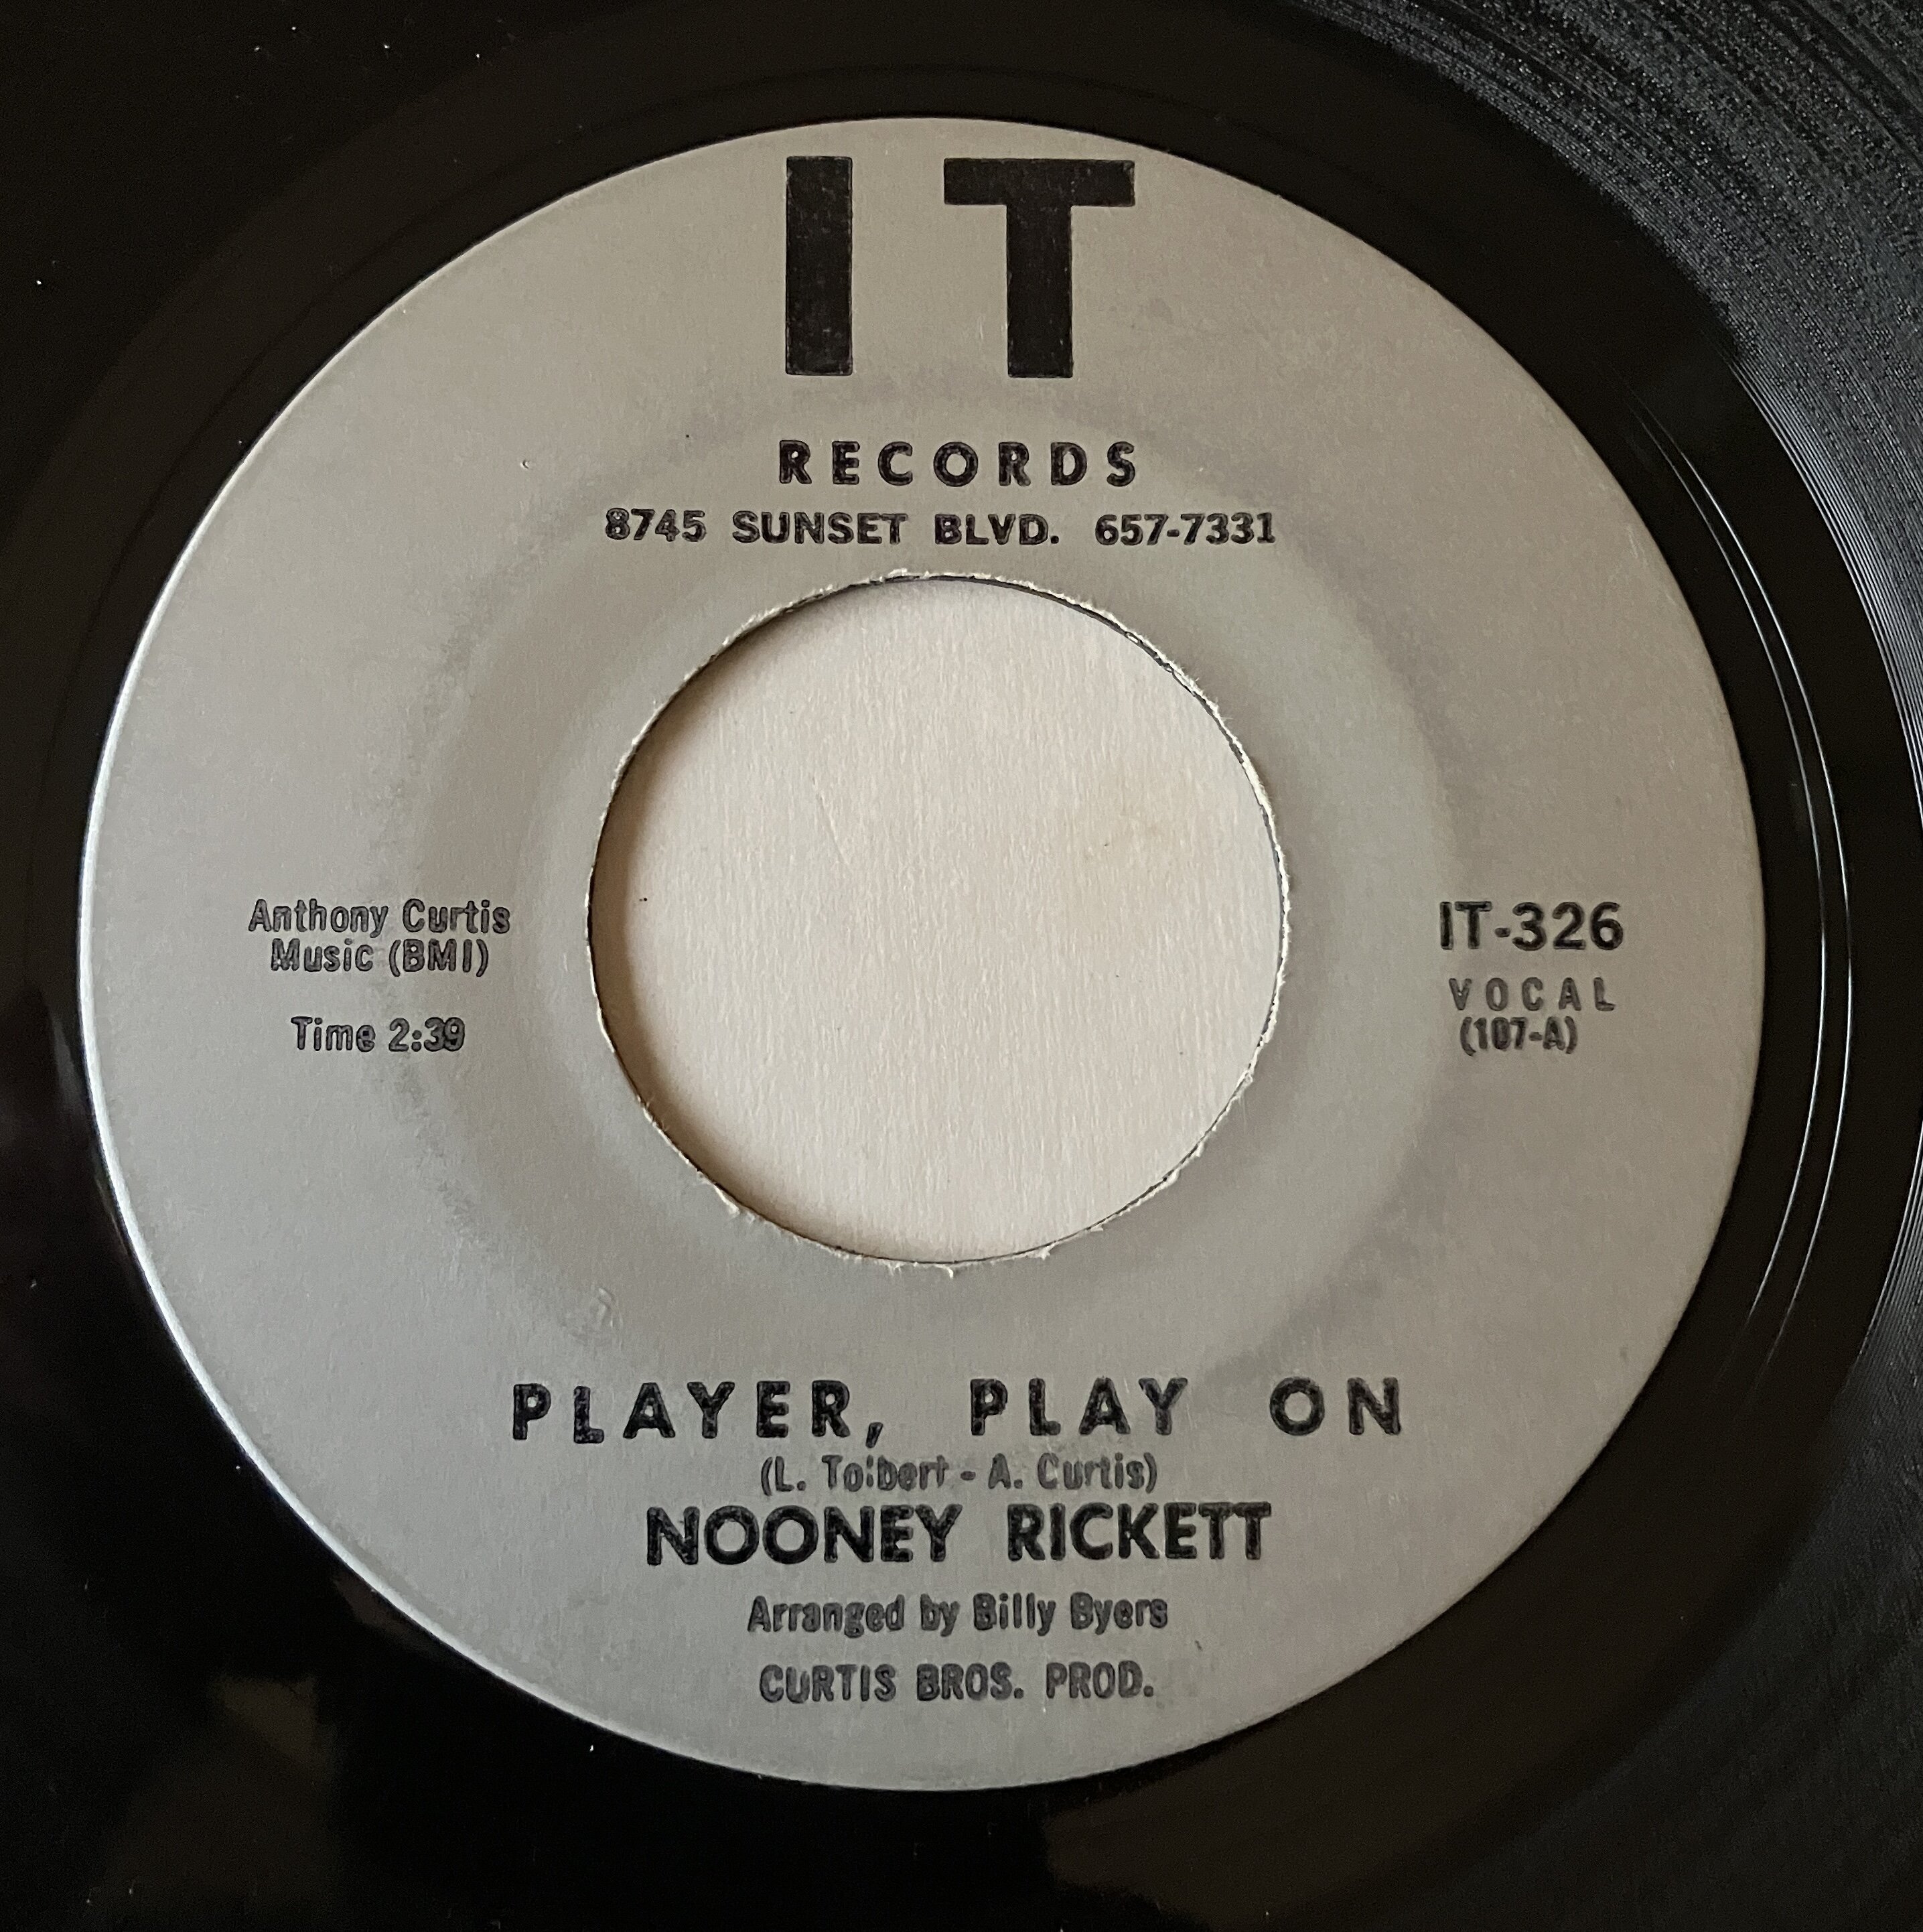 IT
RECORDS
8745 SUNSET BLVD. 657-7331
Anthony Curtis
Music (BMI)
Time 2:39
IT-326
VOCAL
(107-A)
PLAYER, PLAY ON
(L. Tolbert - A. Curtis)
NOONEY RICKETT
Arranged by Billy Byers
CURTIS BROS. PROD.